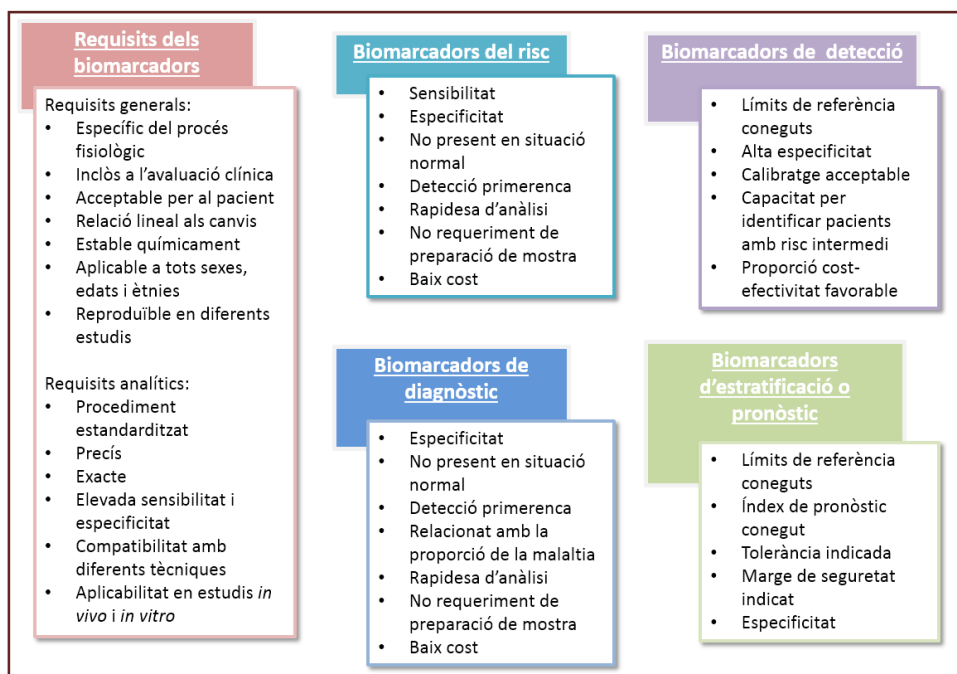 Requisits dels
biomarcadors
Requisits generals:
• Específic del procés
fisiològic
• Inclòs a l'avaluació clínica
• Acceptable per al pacient
• Relació lineal als canvis
• Estable químicament
• Aplicable a tots sexes,
edats i ètnies
• Reproduïble en diferents
estudis
Requisits analítics:
• Procediment
estandarditzat
• Precís
• Exacte
• Elevada sensibilitat i
especificitat
• Compatibilitat amb
diferents tècniques
• Aplicabilitat en estudis in
vivo i in vitro
Biomarcadors del risc
• Sensibilitat
• Especificitat
• No present en situació
normal
• Detecció primerenca
• Rapidesa d'anàlisi
• No requeriment de
preparació de mostra
• Baix cost
Biomarcadors de detecció
• Límits de referència
coneguts
• Alta especificitat
• Calibratge acceptable
• Capacitat per
identificar pacients
amb risc intermedi
• Proporció cost-
efectivitat favorable
Biomarcadors de
diagnòstic
• Especificitat
• No present en situació
normal
• Detecció primerenca
• Relacionat amb la
proporció de la malaltia
• Rapidesa d'anàlisi
• No requeriment de
preparació de mostra
• Baix cost
Biomarcadors
d'estratificació o
pronòstic
• Límits de referència
coneguts
• Índex de pronòstic
conegut
• Tolerància indicada
• Marge de seguretat
indicat
• Especificitat